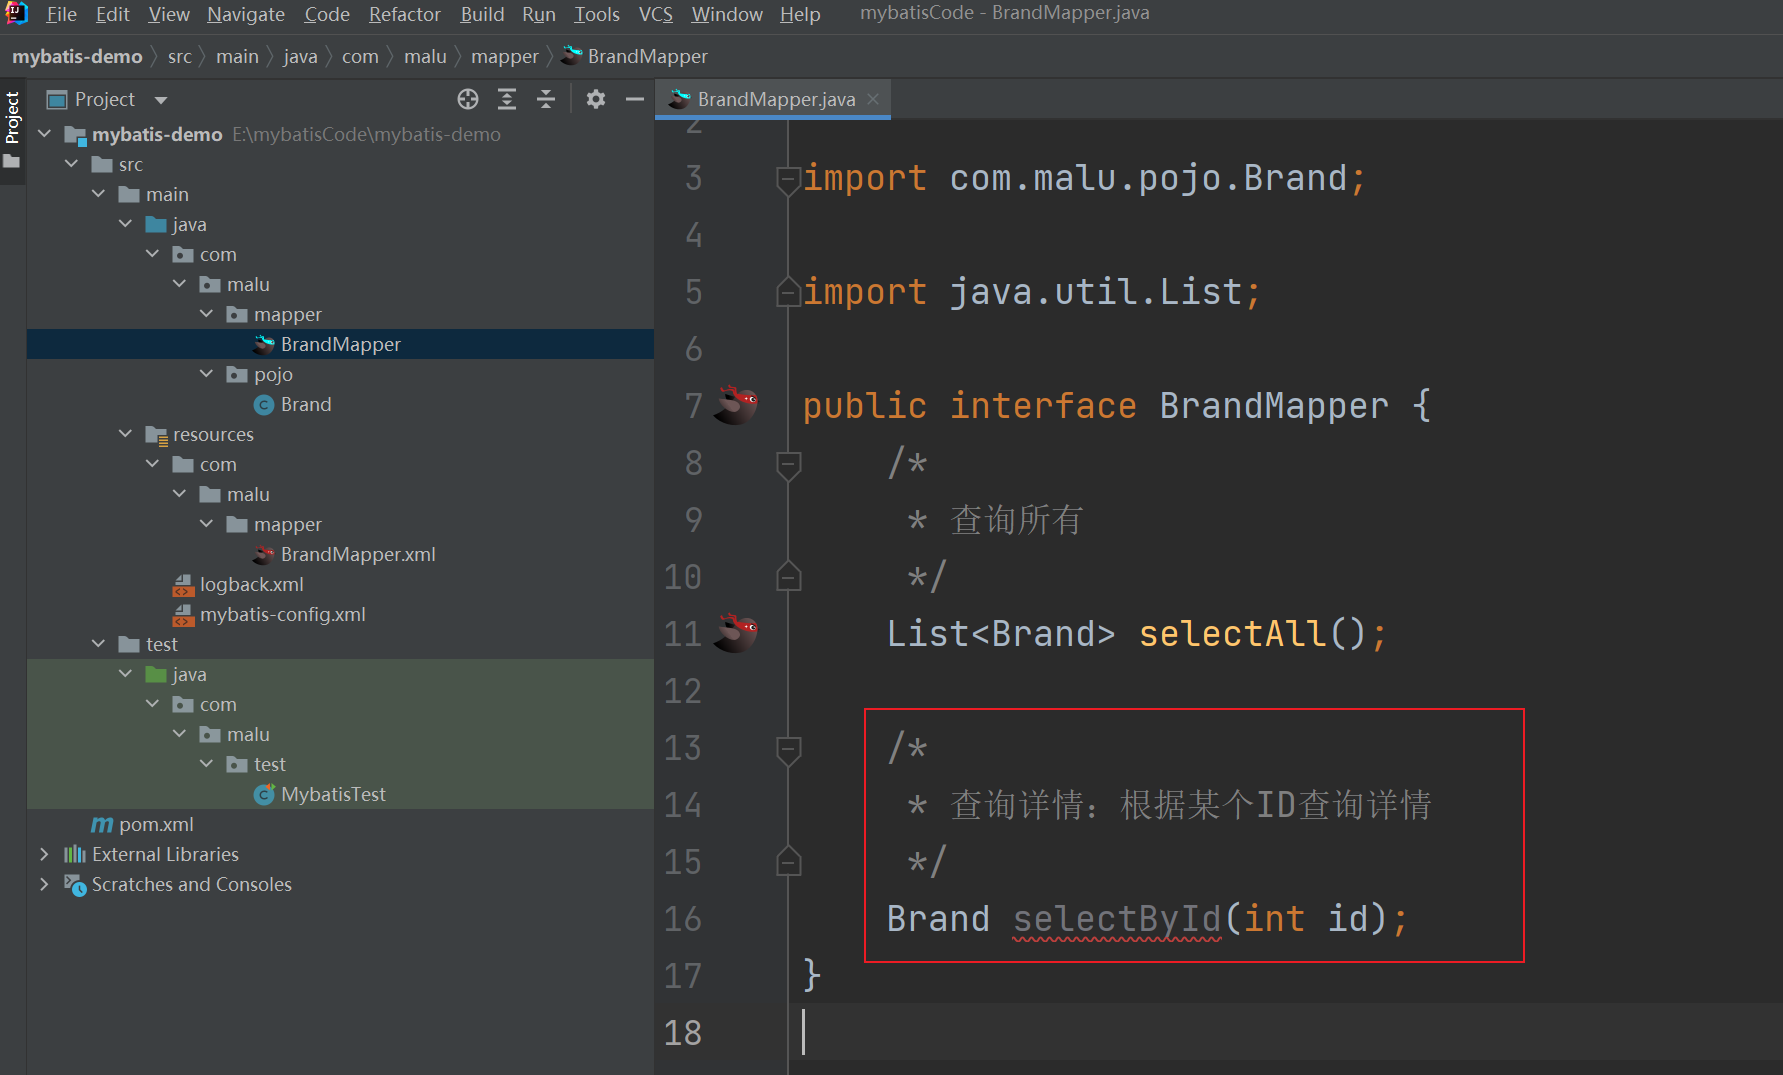 File Edit View Navigate Code Refactor Build Run Tools VCS Window Help mybatisCode - BrandMapper.java
mybatis-demo src main java com malu mapper BrandMapper
Project
Project
mybatis-demo E:\mybatisCode\mybatis-demo
src
main
java
com
malu
mapper
BrandMapper
pojo
Brand
resources
com
malu
mapper
BrandMapper.xml
logback.xml
mybatis-config.xml
test
java
com
malu
test
MybatisTest
pom.xml
External Libraries
Scratches and Consoles
BrandMapper.java
2
3 import com.malu.pojo.Brand;
4
5 import java.util.List;
6
7 public interface BrandMapper {
8 /*
9 * 查询所有
10 */
11 List<Brand> selectAll();
12
13 /*
14 * 查询详情：根据某个ID查询详情
15 */
16 Brand selectById(int id);
17 }
18